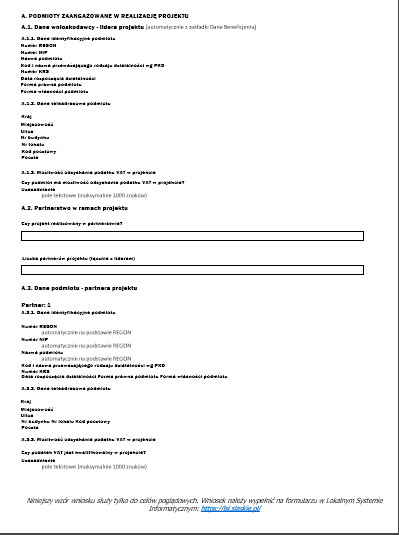 A. PODMIOTY ZAANGAŻOWANE W REALIZACJĘ PROJEKTU
A.1. Dane wnioskodawcy - lidera projektu (automatycznie z zakładki Dane Beneficjenta)
A.1.1. Dane identyfikacyjne podmiotu
Numer REGON
Numer NIP
Nazwa podmiotu
Kod i nazwa przeważającego rodzaju działalności wg PKD
Numer KRS
Data rozpoczęcia działalności
Forma prawna podmiotu
Forma własności podmiotu
A.1.2. Dane teleadresowe podmiotu
Kraj
Miejscowość
Ulica
Nr budynku
Nr lokalu
Kod pocztowy
Poczta
A.1.3. Możliwość odzyskania podatku VAT w projekcie
Czy podmiot ma możliwość odzyskania podatku VAT w projekcie?
Uzasadnienie
pole tekstowe (maksymalnie 1000 znaków)
A.2. Partnerstwo w ramach projektu
Czy projekt realizowany w partnerstwie?
Liczba partnerów projektu (łącznie z liderem)
A.3. Dane podmiotu - partnera projektu
Partner: 1
A.3.1. Dane identyfikacyjne podmiotu
Numer REGON
automatycznie na podstawie REGON
Numer NIP
automatycznie na podstawie REGON
Nazwa podmiotu
automatycznie na podstawie REGON
Kod i nazwa przeważającego rodzaju działalności wg PKD
Numer KRS
Data rozpoczęcia działalności Forma prawna podmiotu Forma własności podmiotu
A.3.2. Dane teleadresowe podmiotu
Kraj
Miejscowość
Ulica
Nr budynku Nr lokalu Kod pocztowy
Poczta
A.3.3. Możliwość odzyskania podatku VAT w projekcie
Czy podatek VAT jest kwalifikowalny w projekcie?
Uzasadnienie
pole tekstowe (maksymalnie 1000 znaków)
Niniejszy wzór wniosku służy tylko do celów poglądowych. Wniosek należy wypełnić na formularzu w Lokalnym Systemie
Informatycznym: https://lsi.slaskie.pl/